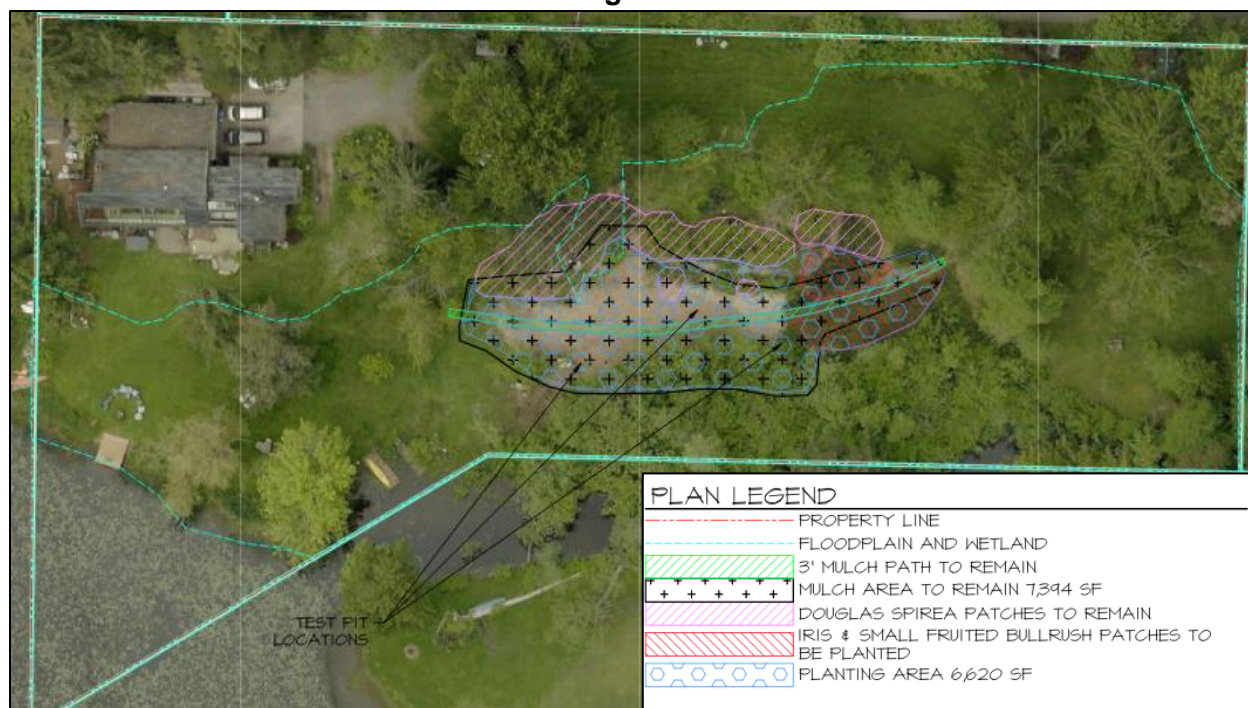 TEST PIT
LOCATIONS
PLAN LEGEND
PROPERTY LINE
FLOODPLAIN AND WETLAND
3' MULCH PATH TO REMAIN
MULCH AREA TO REMAIN 7,394 SF
DOUGLAS SPIREA PATCHES TO REMAIN
IRIS & SMALL FRUITED BULLRUSH PATCHES TO
BE PLANTED
PLANTING AREA 6,620 SF